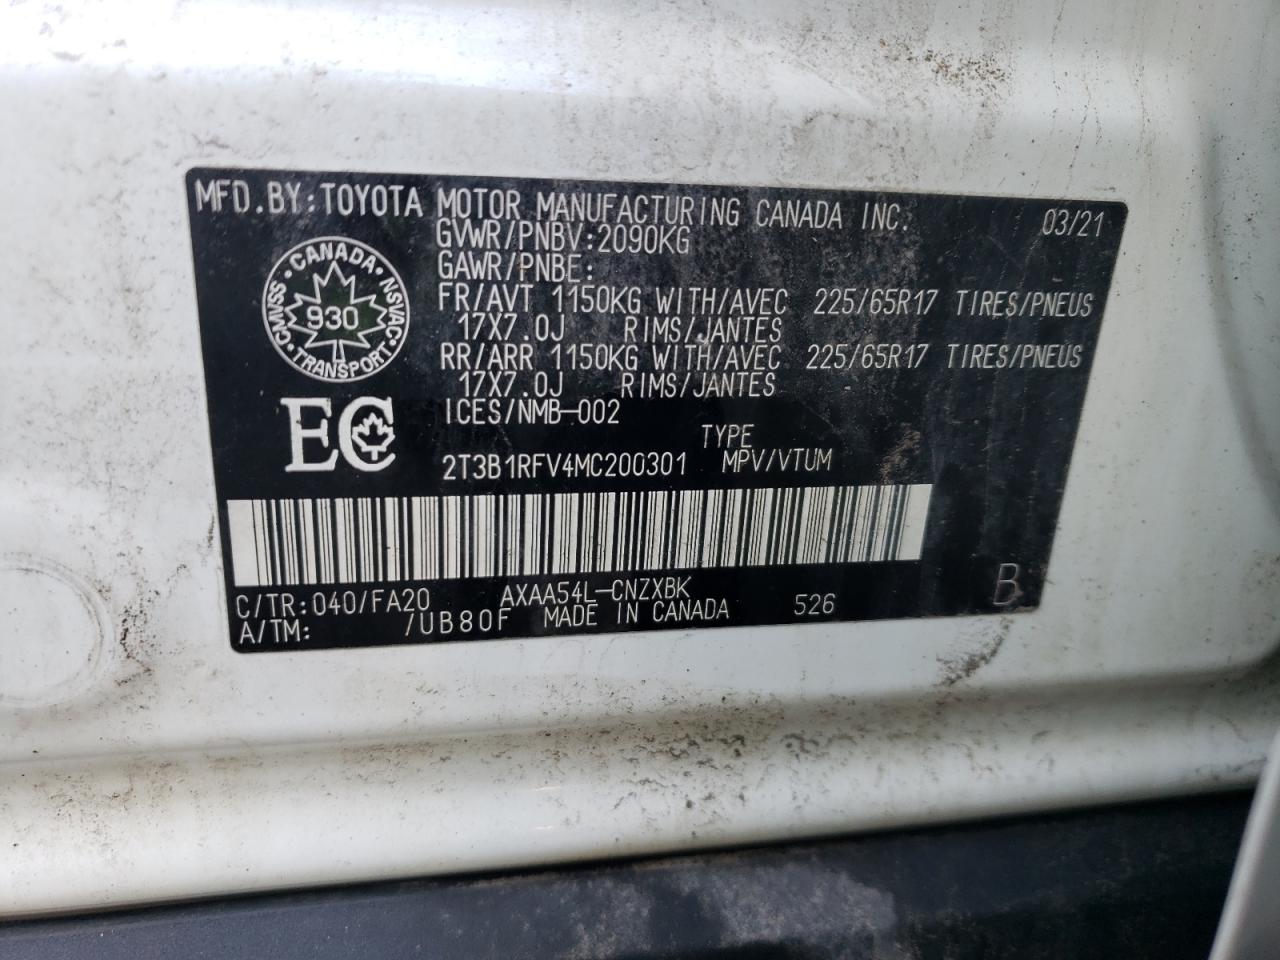 MFD.BY:TOYOTA MOTOR MANUFACTURING CANADA INC. 03/21
GVWR/PNBV:2090KG
GAWR/PNBE:
FR/AVT 1150KG WITH/AVEC 225/65R17 TIRES/PNEUS
17X7.0J RIMS/JANTES
RR/ARR 1150KG WITH/AVEC 225/65R17 TIRES/PNEUS
17X7.0J RIMS/JANTES
ICES/NMB-002
CANADA
CMVSS 930 NSVAC
TRANSPORT
EC
TYPE
2T3B1RFV4MC200301 MPV/VTUM
C/TR:040/FA20 AXAA54L-CNZXBK
A/TM: /UB80F MADE IN CANADA 526 B